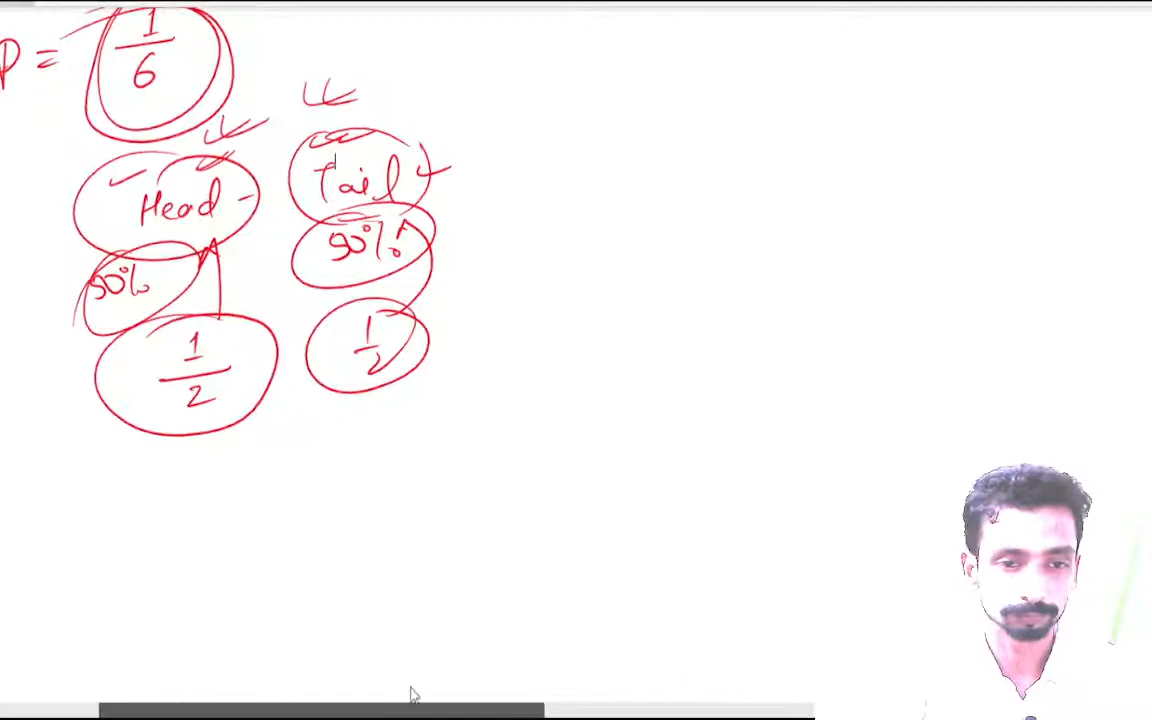 P = 1/6
Head Tail
50% 50%
1/2 1/2